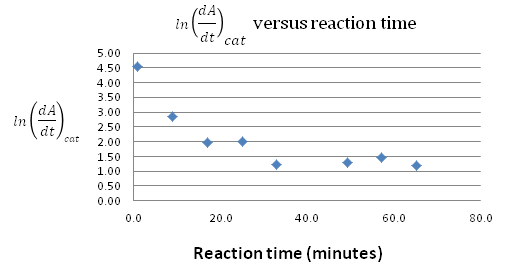 ln(dA/dt)cat versus reaction time
5.00
4.50
4.00
3.50
3.00
2.50
2.00
1.50
1.00
0.50
0.00
ln(dA/dt)cat
0.0 20.0 40.0 60.0 80.0
Reaction time (minutes)